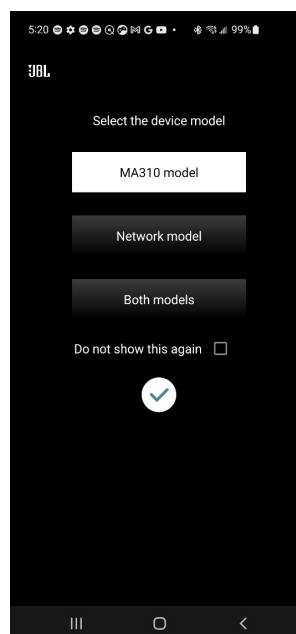 5:20 99%
JBL
Select the device model
MA310 model
Network model
Both models
Do not show this again